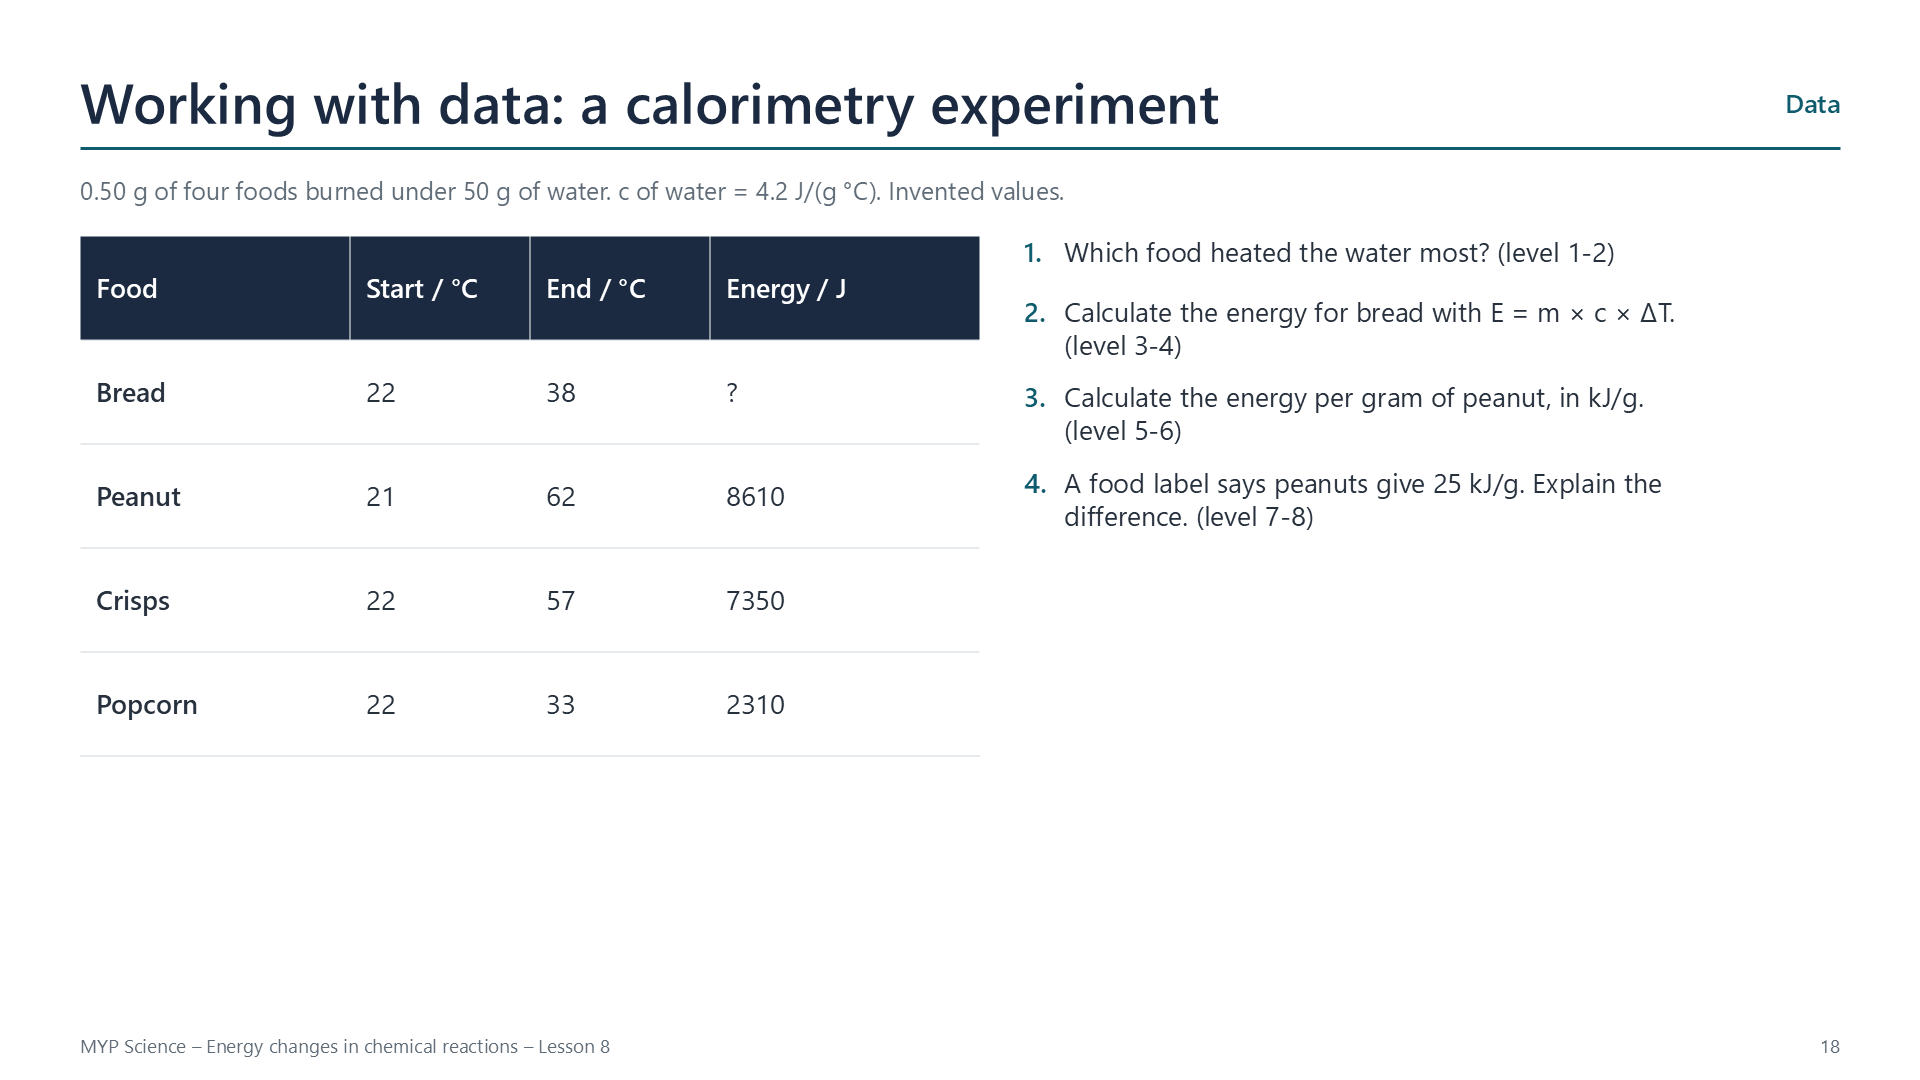 Working with data: a calorimetry experiment
Data
0.50 g of four foods burned under 50 g of water. c of water = 4.2 J/(g °C). Invented values.
Food Start / °C End / °C Energy / J
Bread 22 38 ?
Peanut 21 62 8610
Crisps 22 57 7350
Popcorn 22 33 2310
1. Which food heated the water most? (level 1-2)
2. Calculate the energy for bread with E = m × c × ΔT.
(level 3-4)
3. Calculate the energy per gram of peanut, in kJ/g.
(level 5-6)
4. A food label says peanuts give 25 kJ/g. Explain the
difference. (level 7-8)
MYP Science – Energy changes in chemical reactions – Lesson 8
18